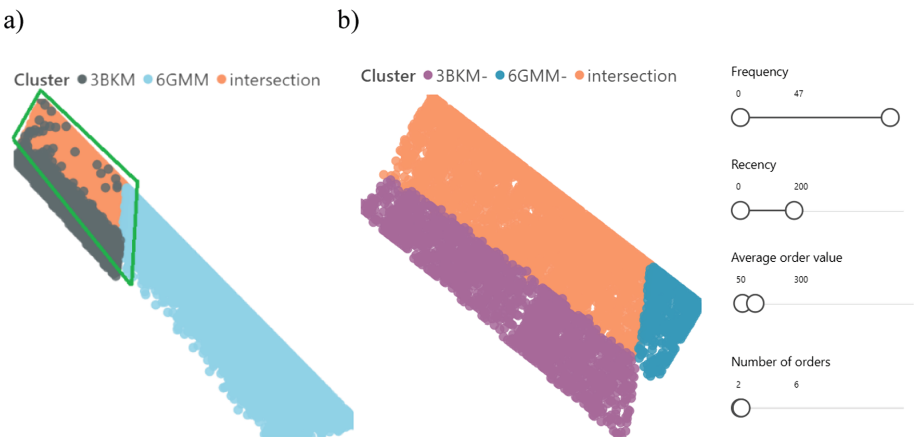 a)
b)
Cluster 3BKM 6GMM intersection
Cluster 3BKM- 6GMM- intersection
Frequency
0 47
Recency
0 200
Average order value
50 300
Number of orders
2 6